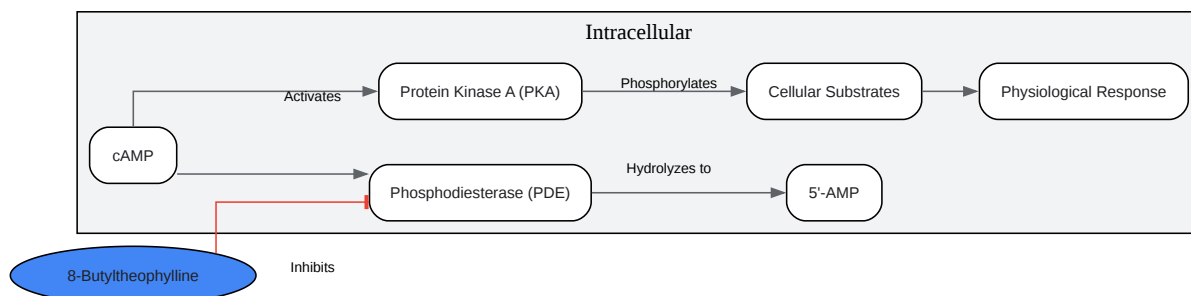 Intracellular
Activates
Protein Kinase A (PKA)
Phosphorylates
Cellular Substrates
Physiological Response
cAMP
Phosphodiesterase (PDE)
Hydrolyzes to
5'-AMP
8-Butyltheophylline
Inhibits